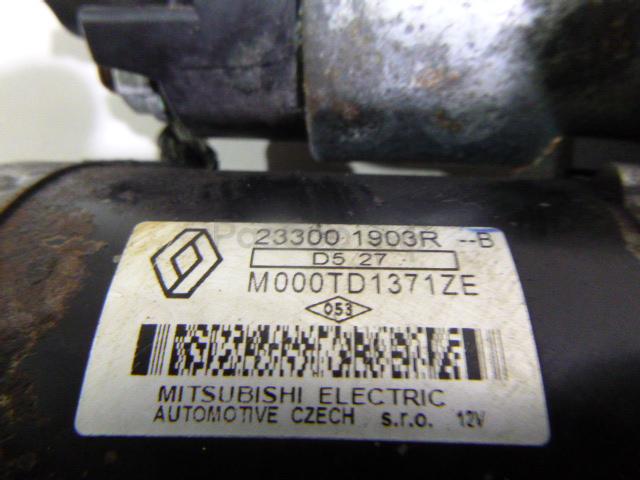 23300 1903R --B
D5 27
M000TD1371ZE
053
MITSUBISHI ELECTRIC
AUTOMOTIVE CZECH s.r.o. 12V